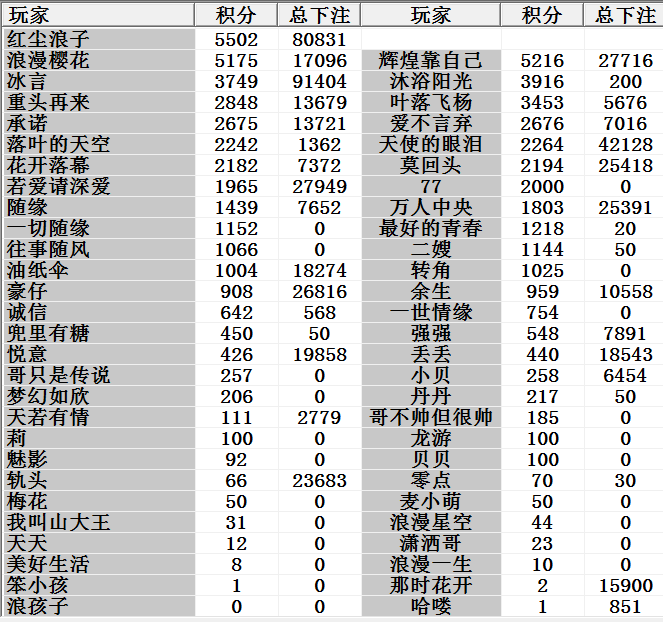 玩家 积分 总下注 玩家 积分 总下注
红尘浪子 5502 80831
浪漫樱花 5175 17096 辉煌靠自己 5216 27716
冰言 3749 91404 沐浴阳光 3916 200
重头再来 2848 13679 叶落飞杨 3453 5676
承诺 2675 13721 爱不言弃 2676 7016
落叶的天空 2242 1362 天使的眼泪 2264 42128
花开落幕 2182 7372 莫回头 2194 25418
若爱请深爱 1965 27949 77 2000 0
随缘 1439 7652 万人中央 1803 25391
一切随缘 1152 0 最好的青春 1218 20
往事随风 1066 0 二嫂 1144 50
油纸伞 1004 18274 转角 1025 0
豪仔 908 26816 余生 959 10558
诚信 642 568 一世情缘 754 0
兜里有糖 450 50 强强 548 7891
悦意 426 19858 丢丢 440 18543
哥只是传说 257 0 小贝 258 6454
梦幻如欣 206 0 丹丹 217 50
天若有情 111 2779 哥不帅但很帅 185 0
莉 100 0 龙游 100 0
魅影 92 0 贝贝 100 0
轨头 66 23683 零点 70 30
梅花 50 0 麦小萌 50 0
我叫山大王 31 0 浪漫星空 44 0
天天 12 0 潇洒哥 23 0
美好生活 8 0 浪漫一生 10 0
笨小孩 1 0 那时花开 2 15900
浪孩子 0 0 哈喽 1 851